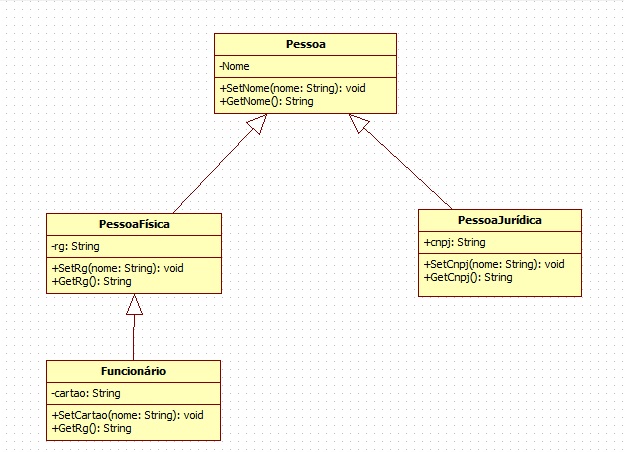 Pessoa
-Nome
+SetNome(nome: String): void
+GetNome(): String
PessoaFísica
-rg: String
+SetRg(nome: String): void
+GetRg(): String
PessoaJurídica
+cnpj: String
+SetCnpj(nome: String): void
+GetCnpj(): String
Funcionário
-cartao: String
+SetCartao(nome: String): void
+GetRg(): String